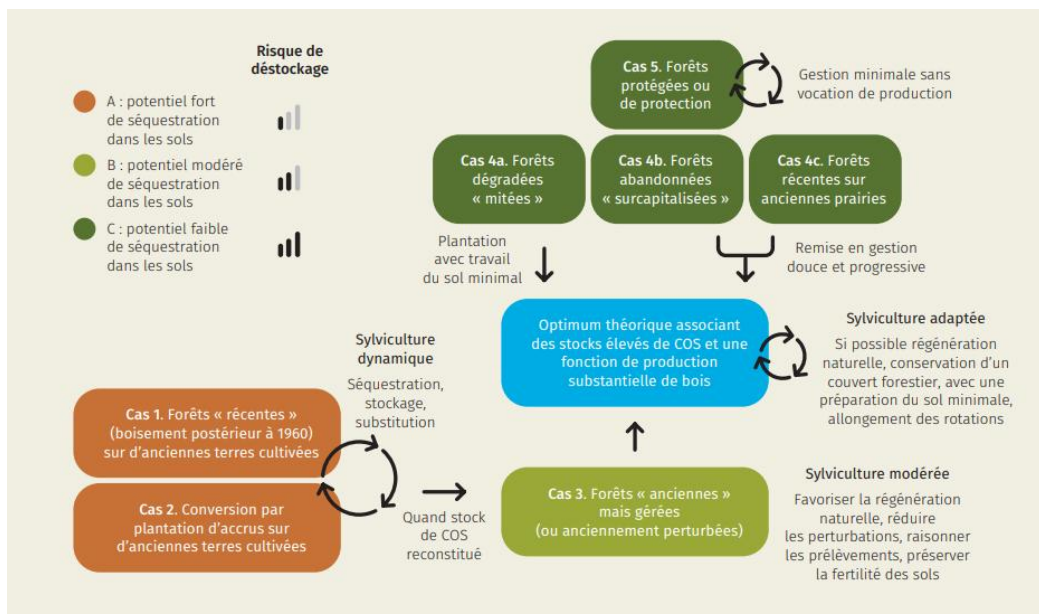 Risque de
déstockage
A : potentiel fort
de séquestration
dans les sols
B : potentiel modéré
de séquestration
dans les sols
C : potentiel faible
de séquestration
dans les sols
Cas 5. Forêts
protégées ou
de protection
Gestion minimale sans
vocation de production
Cas 4a. Forêts
dégradées
« mitées »
Cas 4b. Forêts
abandonnées
« surcapitalisées »
Cas 4c. Forêts
récentes sur
anciennes prairies
Plantation
avec travail
du sol minimal
Remise en gestion
douce et progressive
Optimum théorique associant
des stocks élevés de COS et une
fonction de production
substantielle de bois
Sylviculture adaptée
Si possible régénération
naturelle, conservation d’un
couvert forestier, avec une
préparation du sol minimale,
allongement des rotations
Sylviculture
dynamique
Séquestration,
stockage,
substitution
Cas 1. Forêts « récentes »
(boisement postérieur à 1960)
sur d’anciennes terres cultivées
Cas 2. Conversion par
plantation d’accrus sur
d’anciennes terres cultivées
Quand stock
de COS
reconstitué
Cas 3. Forêts « anciennes »
mais gérées
(ou anciennement perturbées)
Sylviculture modérée
Favoriser la régénération
naturelle, réduire
les perturbations, raisonner
les prélèvements, préserver
la fertilité des sols